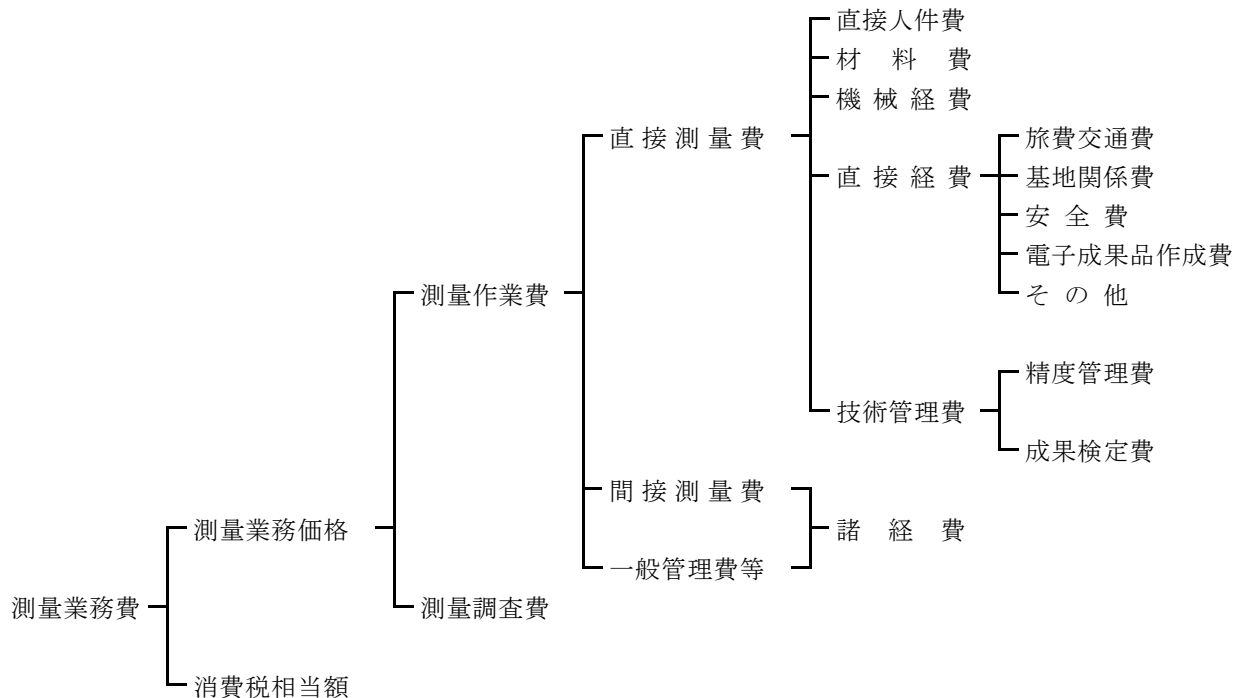 直接人件費
材料費
機械経費
直接測量費
旅費交通費
直接経費
基地関係費
安全費
電子成果品作成費
測量作業費
その他
精度管理費
技術管理費
成果検定費
間接測量費
測量業務価格
諸経費
一般管理費等
測量業務費
測量調査費
消費税相当額